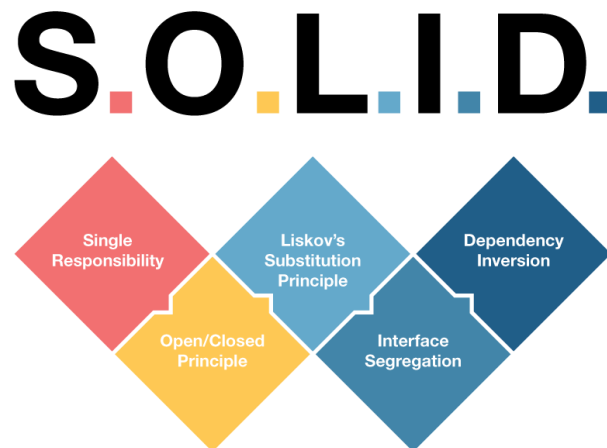 S.O.L.I.D.
Single
Responsibility
Liskov's
Substitution
Principle
Dependency
Inversion
Open/Closed
Principle
Interface
Segregation